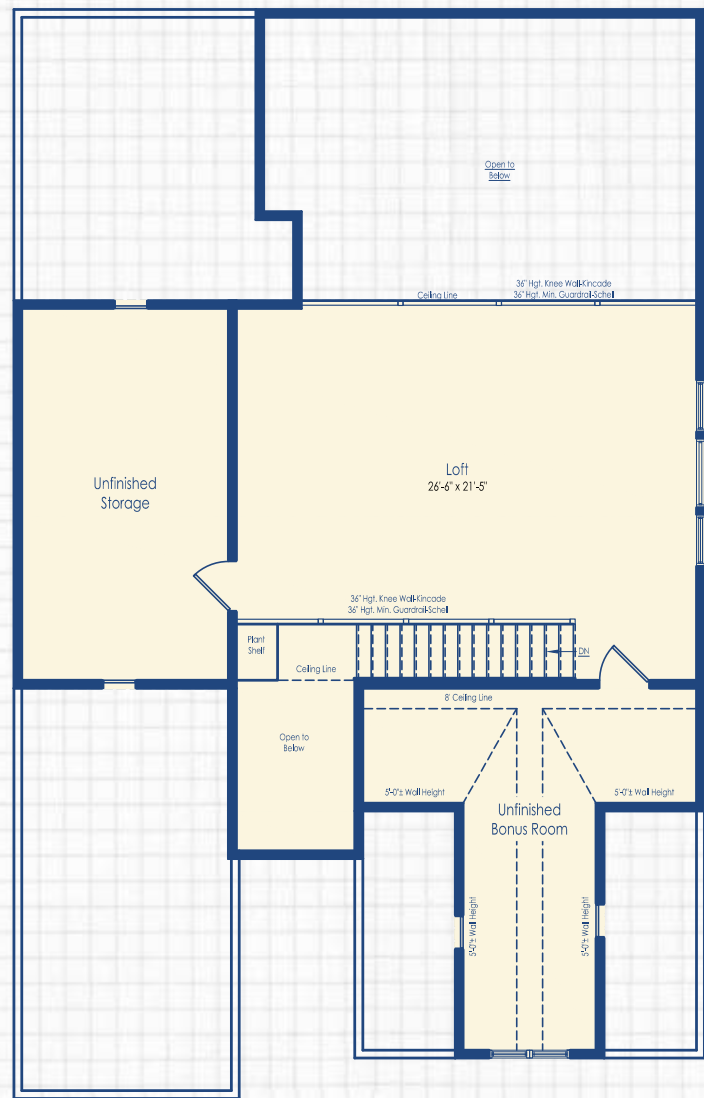 Open to
Below
Ceiling Line
36" Hgt. Knee Wall-Kincade
36" Hgt. Min. Guardrail-Schell
Loft
26'-6" x 21'-5"
Unfinished
Storage
36" Hgt. Knee Wall-Kincade
36" Hgt. Min. Guardrail-Schell
Plant
Shelf
Ceiling Line
DN
8' Ceiling Line
Open to
Below
5'-0"± Wall Height
5'-0"± Wall Height
Unfinished
Bonus Room
5'-0"± Wall Height
5'-0"± Wall Height